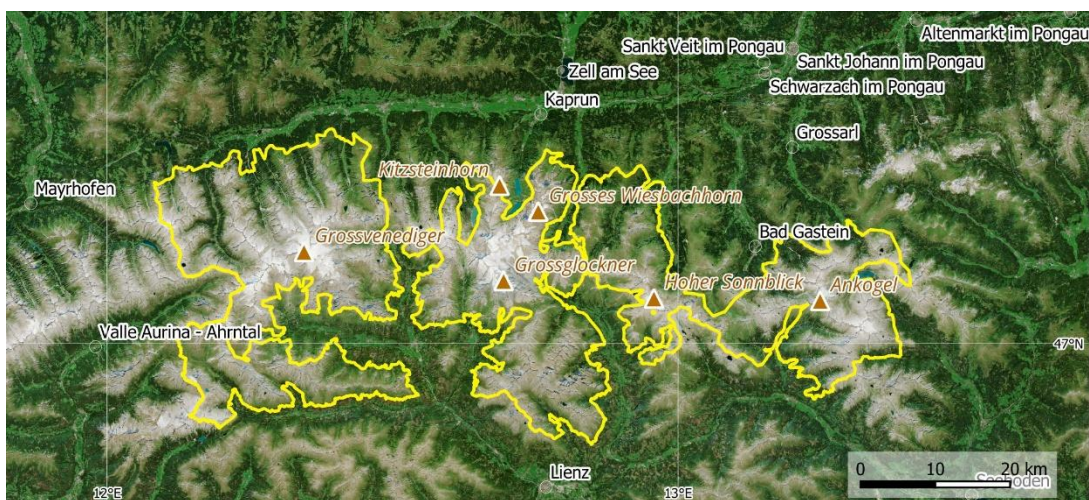 Altenmarkt im Pongau
Sankt Veit im Pongau
Sankt Johann im Pongau
Zell am See
Schwarzach im Pongau
Kaprun
Grossarl
Mayrhofen
Kitzsteinhorn
Grosses Wiesbachhorn
Bad Gastein
Grossvenediger
Grossglockner
Hoher Sonnblick
Ankogel
Valle Aurina - Ahrntal
47°N
0 10 20 km
Lienz
Seeboden
12°E
13°E